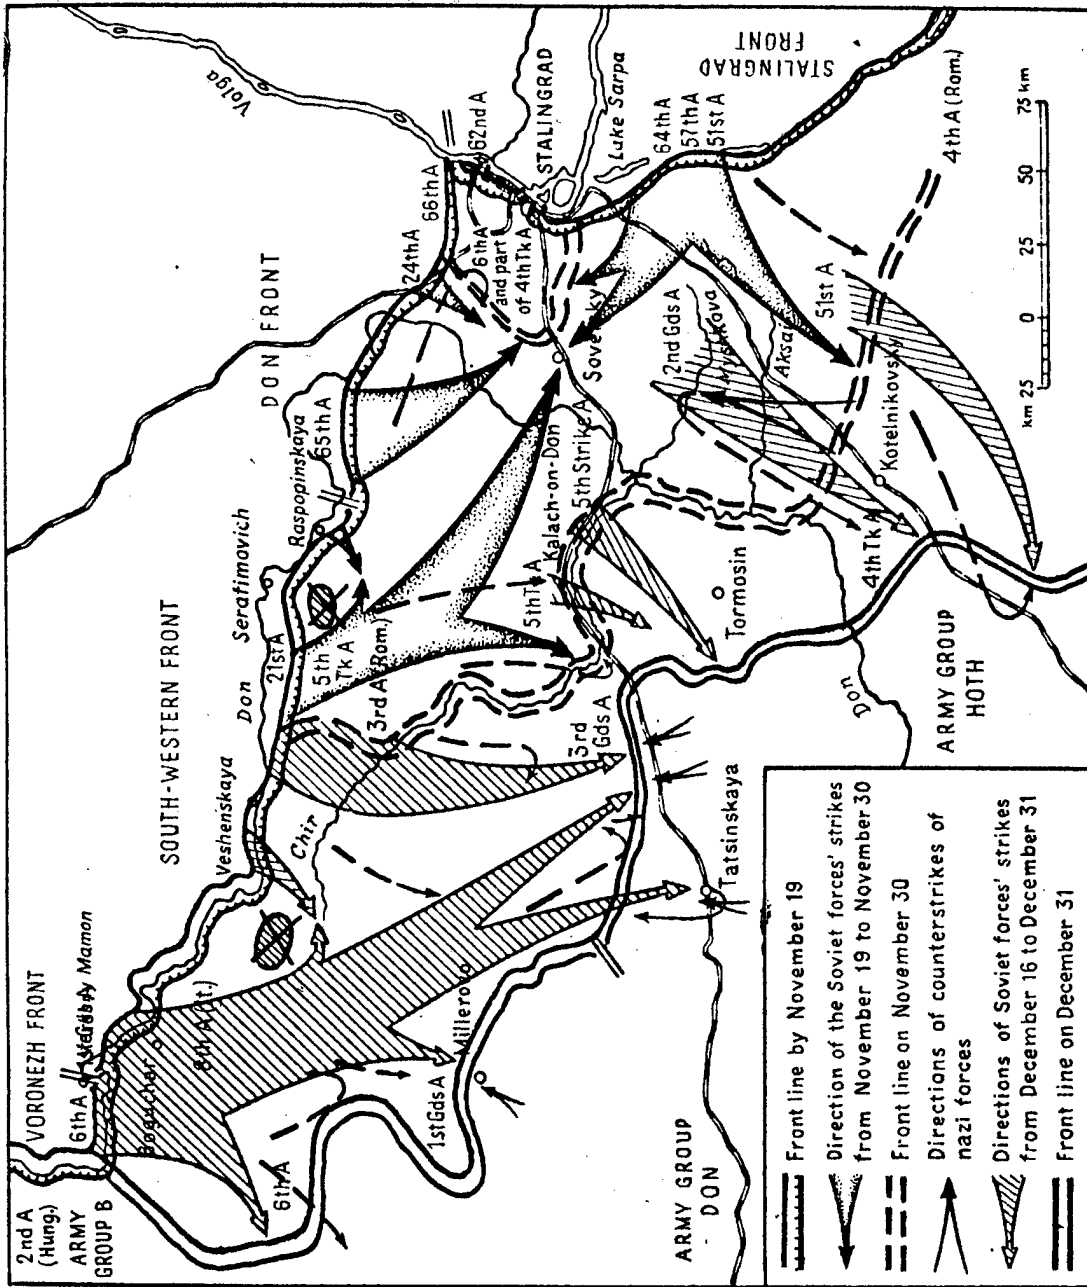 2nd A
(Hung.)
ARMY
GROUP B
VORONEZH FRONT
6th A
Verkhny Mamon
Boguchar
8th A (It.)
6th A
1st Gds A
Millerovo
ARMY GROUP
DON
SOUTH-WESTERN FRONT
Veshenskaya
Chir
Don
Serafimovich
21st A
5th
Tk A
3rd A (Rom.)
3rd
Gds A
Tatsinskaya
Raspopinskaya
65th A
DON FRONT
24th A
66th A
62nd A
6th A
and part
of 4th Tk A
Volga
STALINGRAD
Lake Sarpa
64th A
57th A
51st A
STALINGRAD
FRONT
Sovetsky
Kalach-on-Don
5th Tk A
5th Strike A
2nd Gds A
Myshkova
Aksai
51st A
4th A (Rom.)
Kotelnikovsky
4th Tk A
Tormosin
Don
ARMY GROUP
HOTH
km 25 0 25 50 75 km
Front line by November 19
Direction of the Soviet forces' strikes
from November 19 to November 30
Front line on November 30
Directions of counterstrikes of
nazi forces
Directions of Soviet forces' strikes
from December 16 to December 31
Front line on December 31